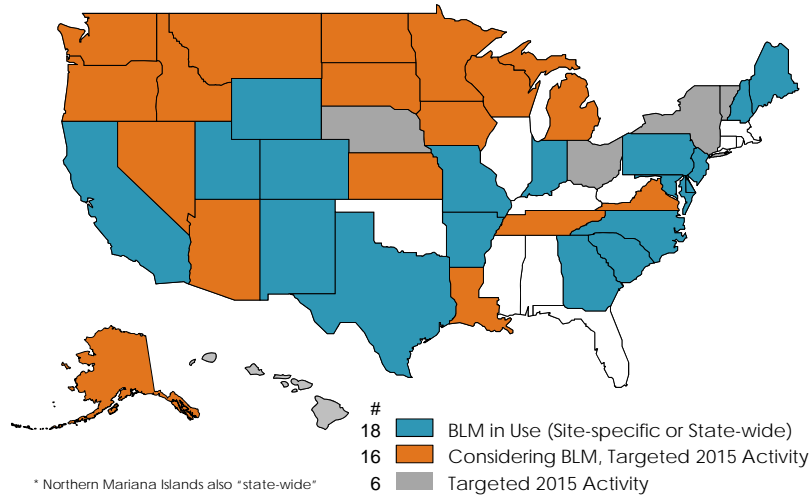 #
18 BLM in Use (Site-specific or State-wide)
16 Considering BLM, Targeted 2015 Activity
6 Targeted 2015 Activity
* Northern Mariana Islands also "state-wide"